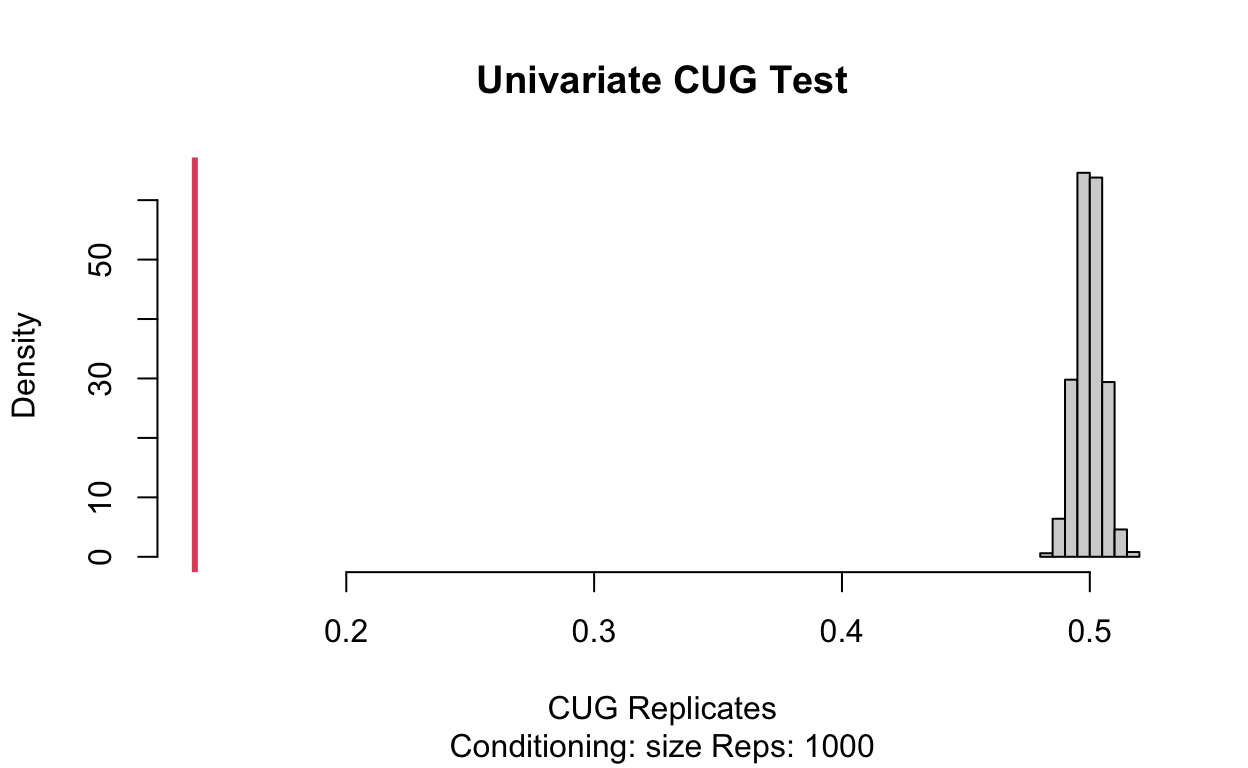 Univariate CUG Test
Density
50
30
10
0
0.2 0.3 0.4 0.5
CUG Replicates
Conditioning: size Reps: 1000